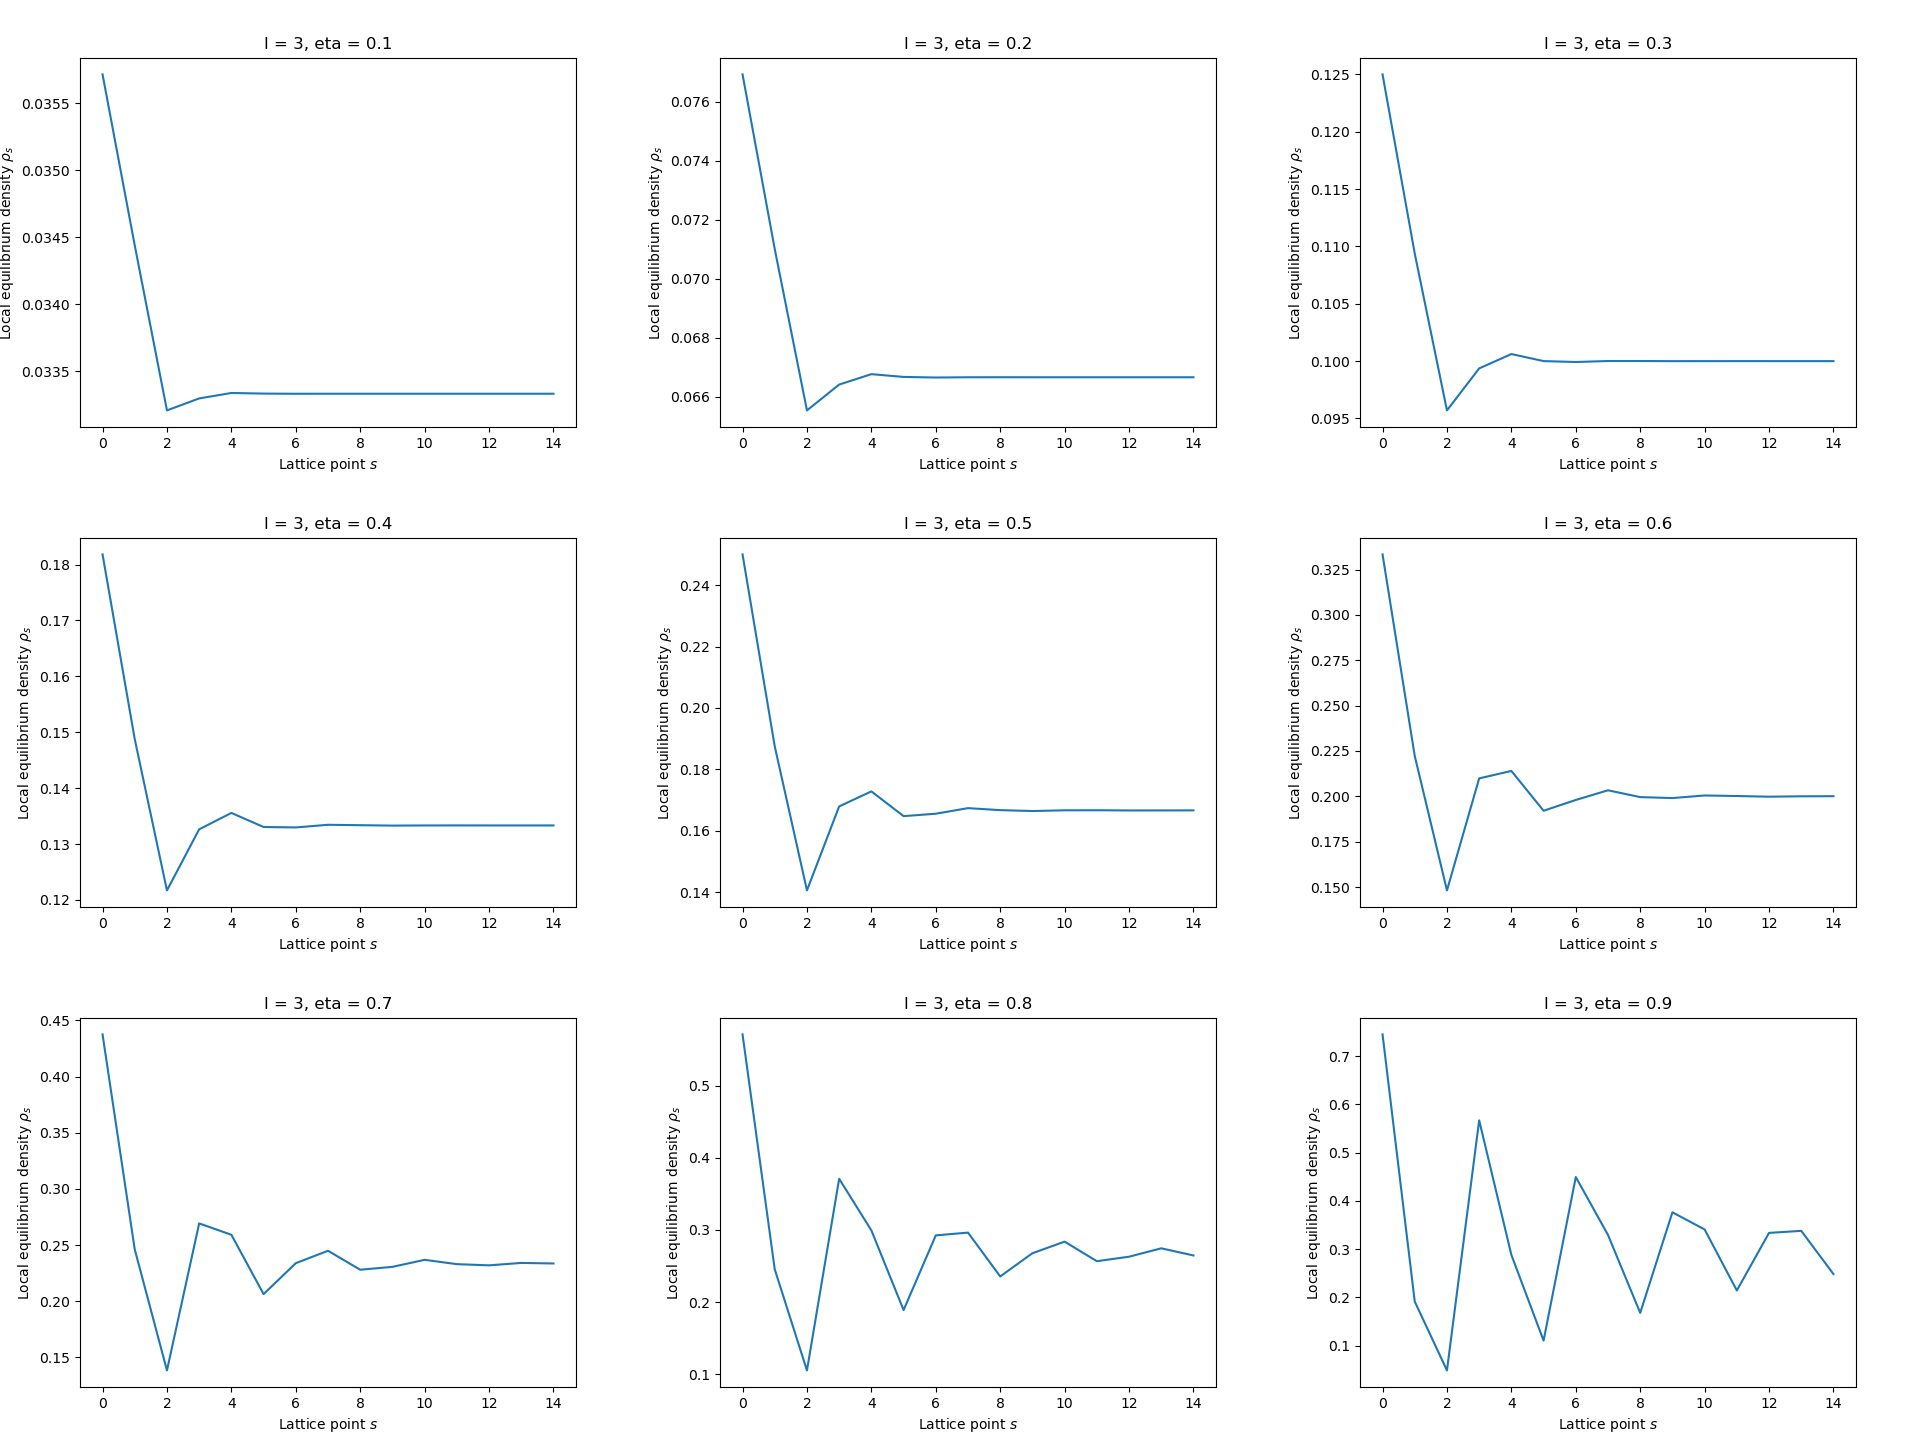 l = 3, eta = 0.1
Local equilibrium density ρs
0.0355
0.0350
0.0345
0.0340
0.0335
0 2 4 6 8 10 12 14
Lattice point s
l = 3, eta = 0.2
Local equilibrium density ρs
0.076
0.074
0.072
0.070
0.068
0.066
0 2 4 6 8 10 12 14
Lattice point s
l = 3, eta = 0.3
Local equilibrium density ρs
0.125
0.120
0.115
0.110
0.105
0.100
0.095
0 2 4 6 8 10 12 14
Lattice point s
l = 3, eta = 0.4
Local equilibrium density ρs
0.18
0.17
0.16
0.15
0.14
0.13
0.12
0 2 4 6 8 10 12 14
Lattice point s
l = 3, eta = 0.5
Local equilibrium density ρs
0.24
0.22
0.20
0.18
0.16
0.14
0 2 4 6 8 10 12 14
Lattice point s
l = 3, eta = 0.6
Local equilibrium density ρs
0.325
0.300
0.275
0.250
0.225
0.200
0.175
0.150
0 2 4 6 8 10 12 14
Lattice point s
l = 3, eta = 0.7
Local equilibrium density ρs
0.45
0.40
0.35
0.30
0.25
0.20
0.15
0 2 4 6 8 10 12 14
Lattice point s
l = 3, eta = 0.8
Local equilibrium density ρs
0.5
0.4
0.3
0.2
0.1
0 2 4 6 8 10 12 14
Lattice point s
l = 3, eta = 0.9
Local equilibrium density ρs
0.7
0.6
0.5
0.4
0.3
0.2
0.1
0 2 4 6 8 10 12 14
Lattice point s